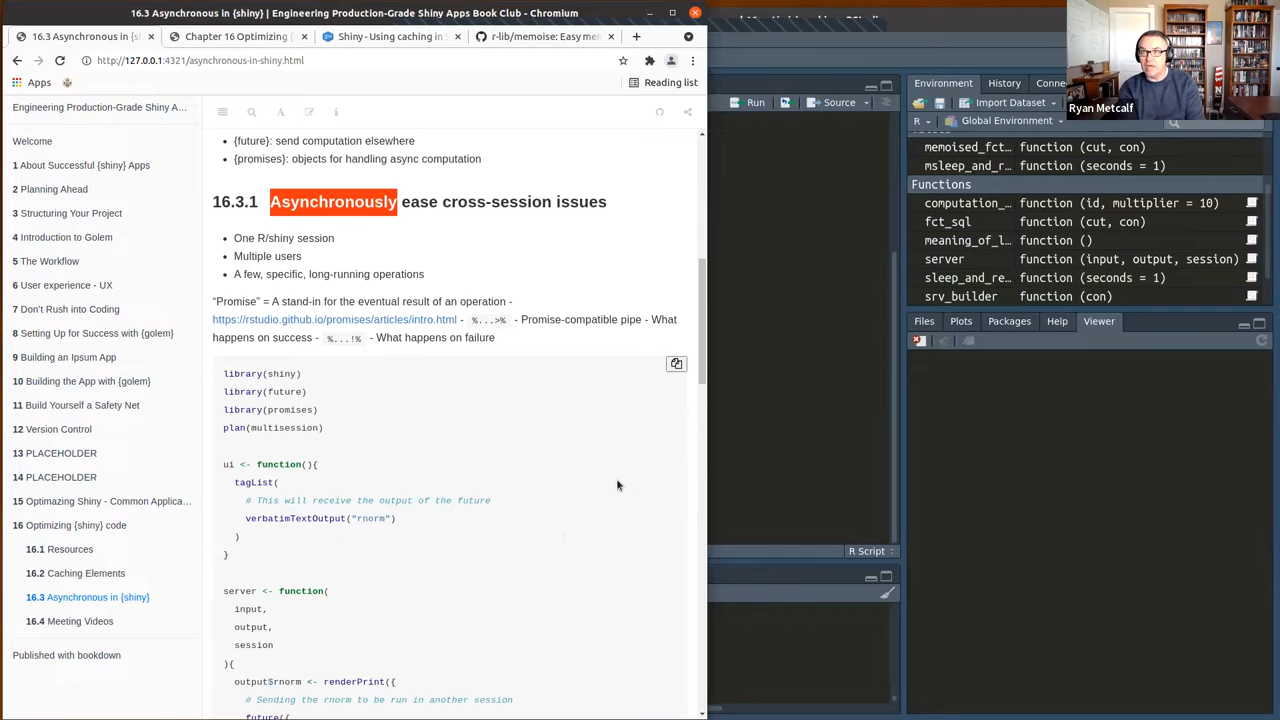 16.3 Asynchronous in {shiny} | Engineering Production-Grade Shiny Apps Book Club - Chromium
16.3 Asynchronous in {s
Chapter 16 Optimizing {
Shiny - Using caching in S
r-lib/memoise: Easy mem
http://127.0.0.1:4321/asynchronous-in-shiny.html
Apps
Reading list
Engineering Production-Grade Shiny A...
Welcome
1 About Successful {shiny} Apps
2 Planning Ahead
3 Structuring Your Project
4 Introduction to Golem
5 The Workflow
6 User experience - UX
7 Don't Rush into Coding
8 Setting Up for Success with {golem}
9 Building an Ipsum App
10 Building the App with {golem}
11 Build Yourself a Safety Net
12 Version Control
13 PLACEHOLDER
14 PLACEHOLDER
15 Optimazing Shiny - Common Applica...
16 Optimizing {shiny} code
16.1 Resources
16.2 Caching Elements
16.3 Asynchronous in {shiny}
16.4 Meeting Videos
Published with bookdown
{future}: send computation elsewhere
{promises}: objects for handling async computation
16.3.1 Asynchronously ease cross-session issues
One R/shiny session
Multiple users
A few, specific, long-running operations
“Promise” = A stand-in for the eventual result of an operation -
https://rstudio.github.io/promises/articles/intro.html - %...>% - Promise-compatible pipe - What
happens on success - %...!% - What happens on failure
library(shiny)
library(future)
library(promises)
plan(multisession)
ui <- function(){
tagList(
# This will receive the output of the future
verbatimTextOutput("rnorm")
)
}
server <- function(
input,
output,
session
){
output$rnorm <- renderPrint({
# Sending the rnorm to be run in another session
future({
Run
Source
R Script
Environment
History
Conne
Import Dataset
R
Global Environment
memoised_fct... function (cut, con)
msleep_and_r... function (seconds = 1)
Functions
computation_... function (id, multiplier = 10)
fct_sql function (cut, con)
meaning_of_l... function ()
server function (input, output, session)
sleep_and_re... function (seconds = 1)
srv_builder function (con)
Files
Plots
Packages
Help
Viewer
Ryan Metcalf